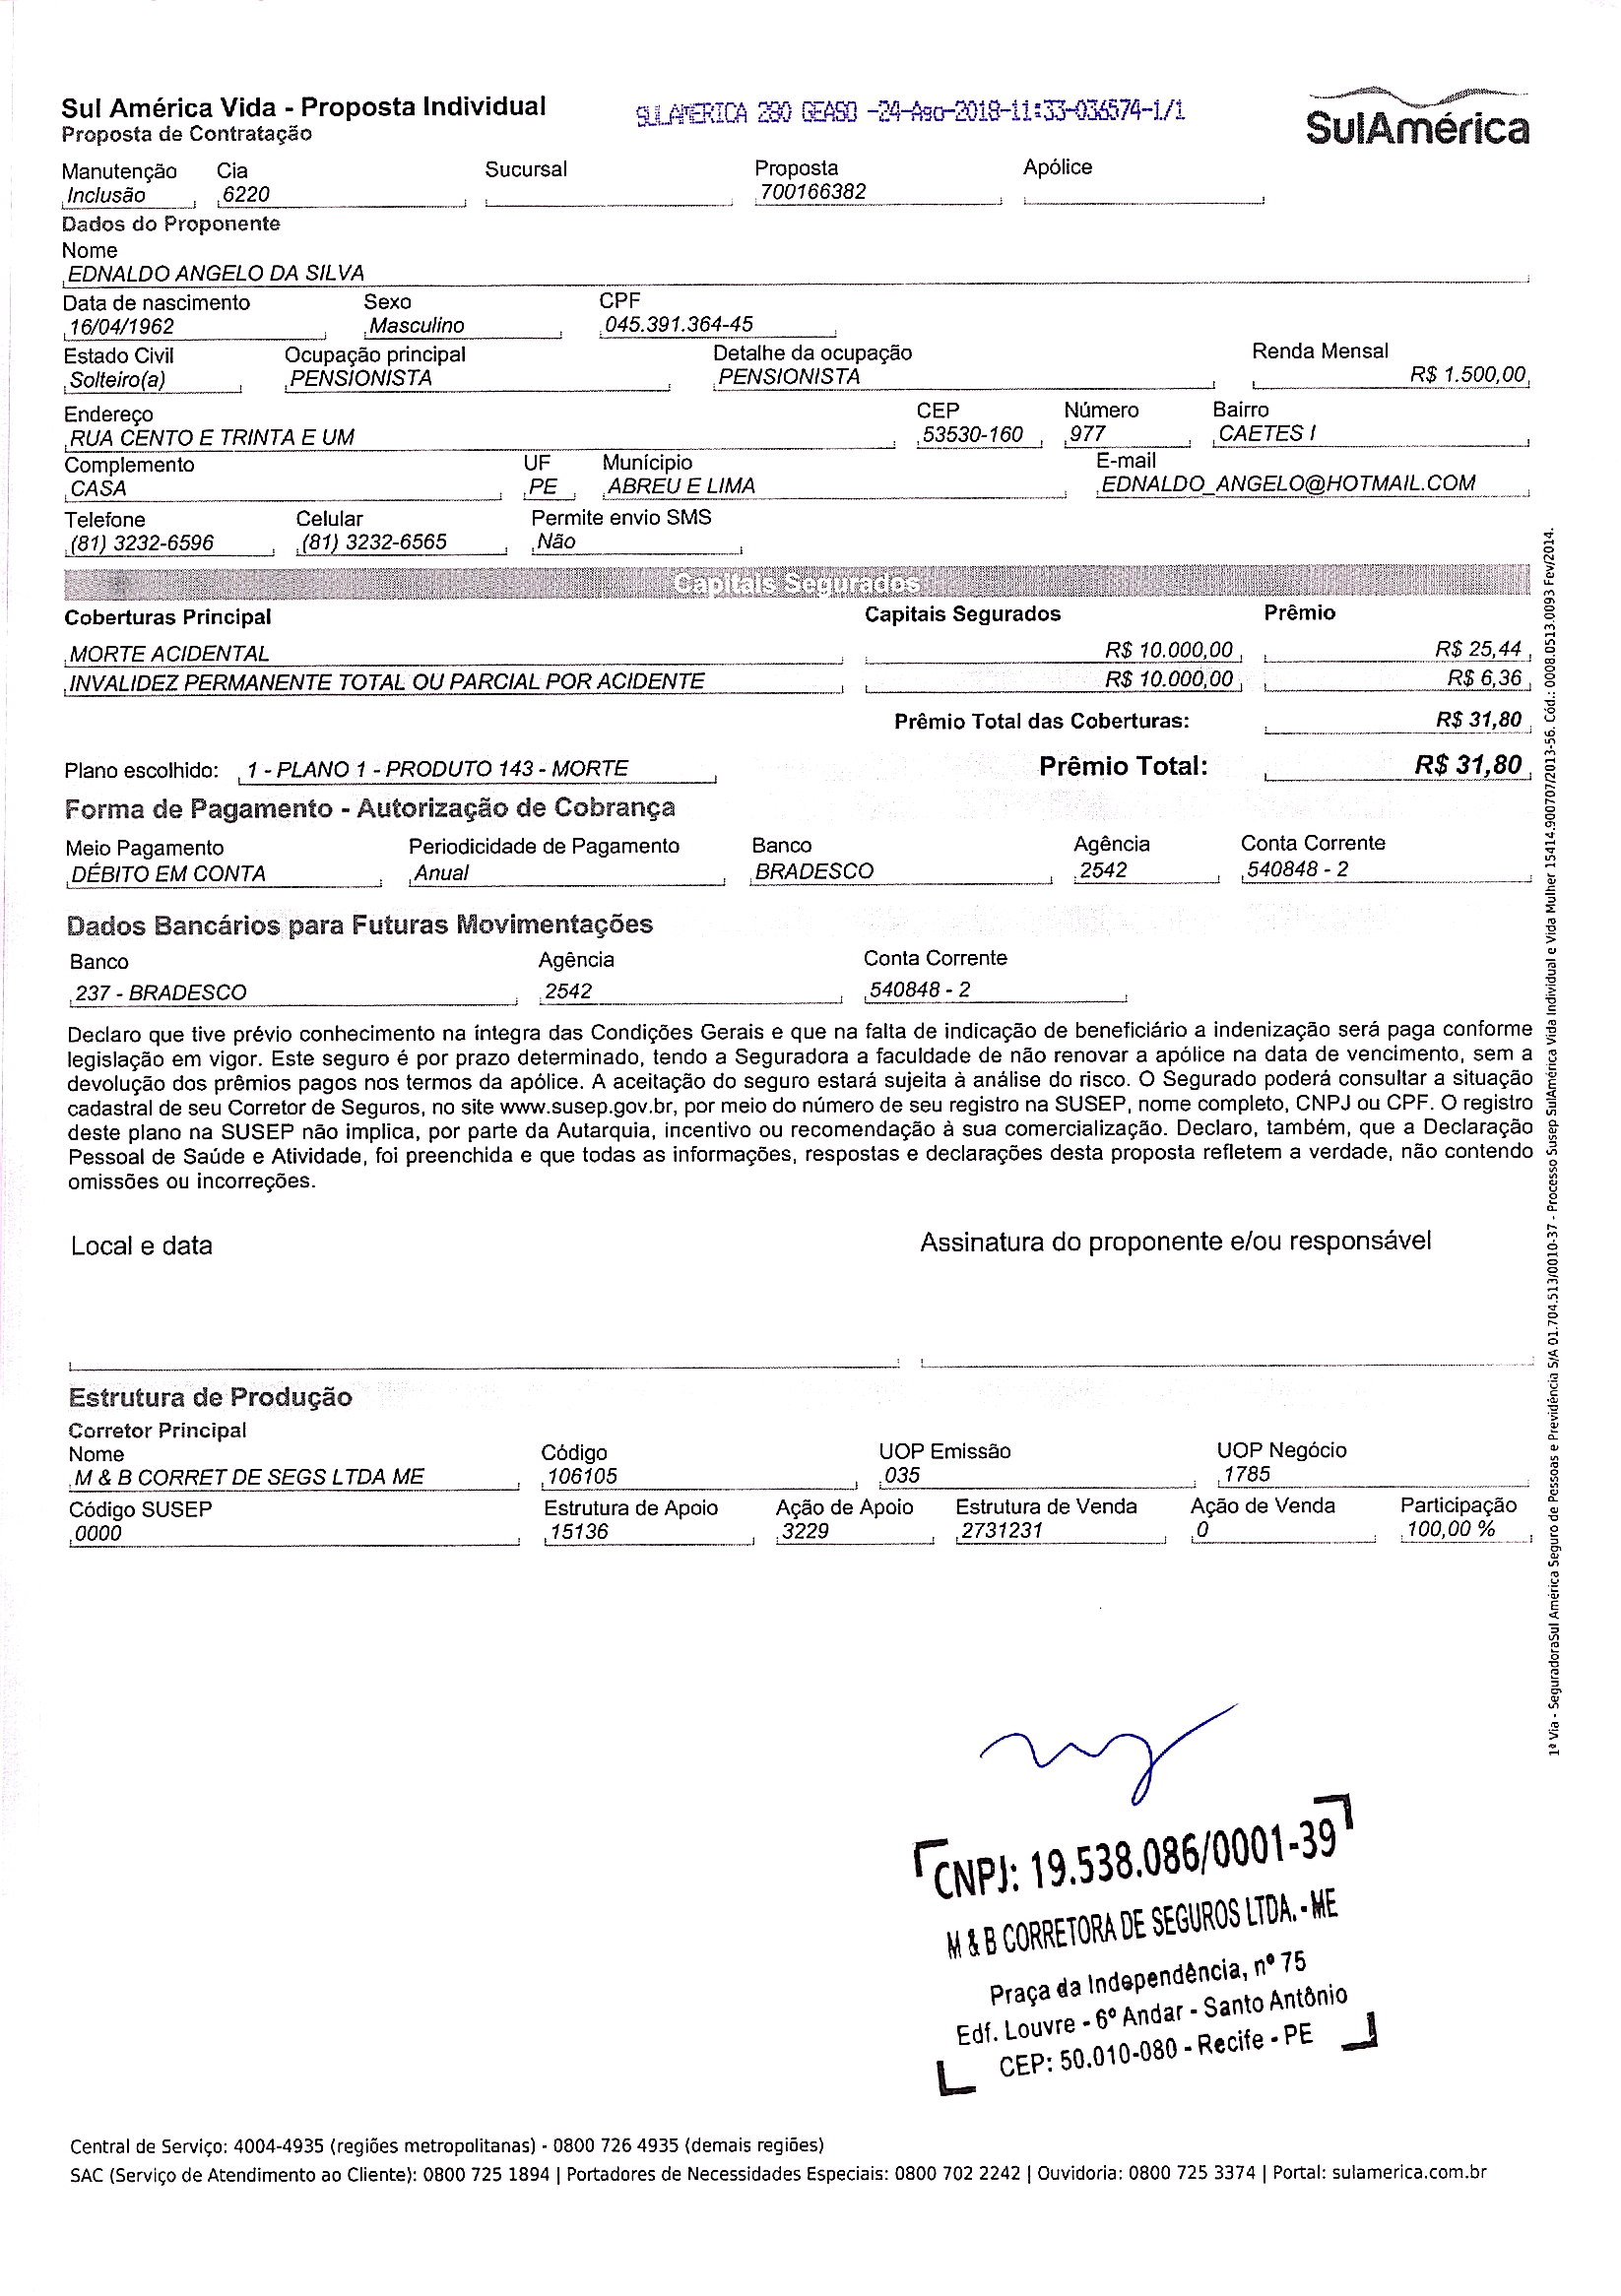 Sul América Vida - Proposta Individual
SULAMERICA 280 GEASO -24-Ago-2018-11:33-036574-1/1
SulAmérica
Proposta de Contratação
Manutenção Cia Sucursal Proposta Apólice
Inclusão 6220 700166382
Dados do Proponente
Nome
EDNALDO ANGELO DA SILVA
Data de nascimento Sexo CPF
16/04/1962 Masculino 045.391.364-45
Estado Civil Ocupação principal Detalhe da ocupação Renda Mensal
Solteiro(a) PENSIONISTA PENSIONISTA R$ 1.500,00
Endereço CEP Número Bairro
RUA CENTO E TRINTA E UM 53530-160 977 CAETES I
Complemento UF Munícipio E-mail
CASA PE ABREU E LIMA EDNALDO_ANGELO@HOTMAIL.COM
Telefone Celular Permite envio SMS
(81) 3232-6596 (81) 3232-6565 Não
Capitais Segurados
Coberturas Principal Capitais Segurados Prêmio
MORTE ACIDENTAL R$ 10.000,00 R$ 25,44
INVALIDEZ PERMANENTE TOTAL OU PARCIAL POR ACIDENTE R$ 10.000,00 R$ 6,36
Prêmio Total das Coberturas: R$ 31,80
Plano escolhido: 1 - PLANO 1 - PRODUTO 143 - MORTE Prêmio Total: R$ 31,80
Forma de Pagamento - Autorização de Cobrança
Meio Pagamento Periodicidade de Pagamento Banco Agência Conta Corrente
DÉBITO EM CONTA Anual BRADESCO 2542 540848 - 2
Dados Bancários para Futuras Movimentações
Banco Agência Conta Corrente
237 - BRADESCO 2542 540848 - 2
Declaro que tive prévio conhecimento na íntegra das Condições Gerais e que na falta de indicação de beneficiário a indenização será paga conforme
legislação em vigor. Este seguro é por prazo determinado, tendo a Seguradora a faculdade de não renovar a apólice na data de vencimento, sem a
devolução dos prêmios pagos nos termos da apólice. A aceitação do seguro estará sujeita à análise do risco. O Segurado poderá consultar a situação
cadastral de seu Corretor de Seguros, no site www.susep.gov.br, por meio do número de seu registro na SUSEP, nome completo, CNPJ ou CPF. O registro
deste plano na SUSEP não implica, por parte da Autarquia, incentivo ou recomendação à sua comercialização. Declaro, também, que a Declaração
Pessoal de Saúde e Atividade, foi preenchida e que todas as informações, respostas e declarações desta proposta refletem a verdade, não contendo
omissões ou incorreções.
Local e data Assinatura do proponente e/ou responsável
Estrutura de Produção
Corretor Principal
Nome Código UOP Emissão UOP Negócio
M & B CORRET DE SEGS LTDA ME 106105 035 1785
Código SUSEP Estrutura de Apoio Ação de Apoio Estrutura de Venda Ação de Venda Participação
0000 15136 3229 2731231 0 100,00 %
CNPJ: 19.538.086/0001-39
M & B CORRETORA DE SEGUROS LTDA. - ME
Praça da Independência, nº 75
Edf. Louvre - 6º Andar - Santo Antônio
CEP: 50.010-080 - Recife - PE
Central de Serviço: 4004-4935 (regiões metropolitanas) - 0800 726 4935 (demais regiões)
SAC (Serviço de Atendimento ao Cliente): 0800 725 1894 | Portadores de Necessidades Especiais: 0800 702 2242 | Ouvidoria: 0800 725 3374 | Portal: sulamerica.com.br
1ª Via - SeguradoraSul América Seguro de Pessoas e Previdência S/A 01.704.513/0010-37 - Processo Susep SulAmérica Vida Individual e Vida Mulher 15414.900707/2013-56. Cód.: 0008.0513.0093 Fev/2014.